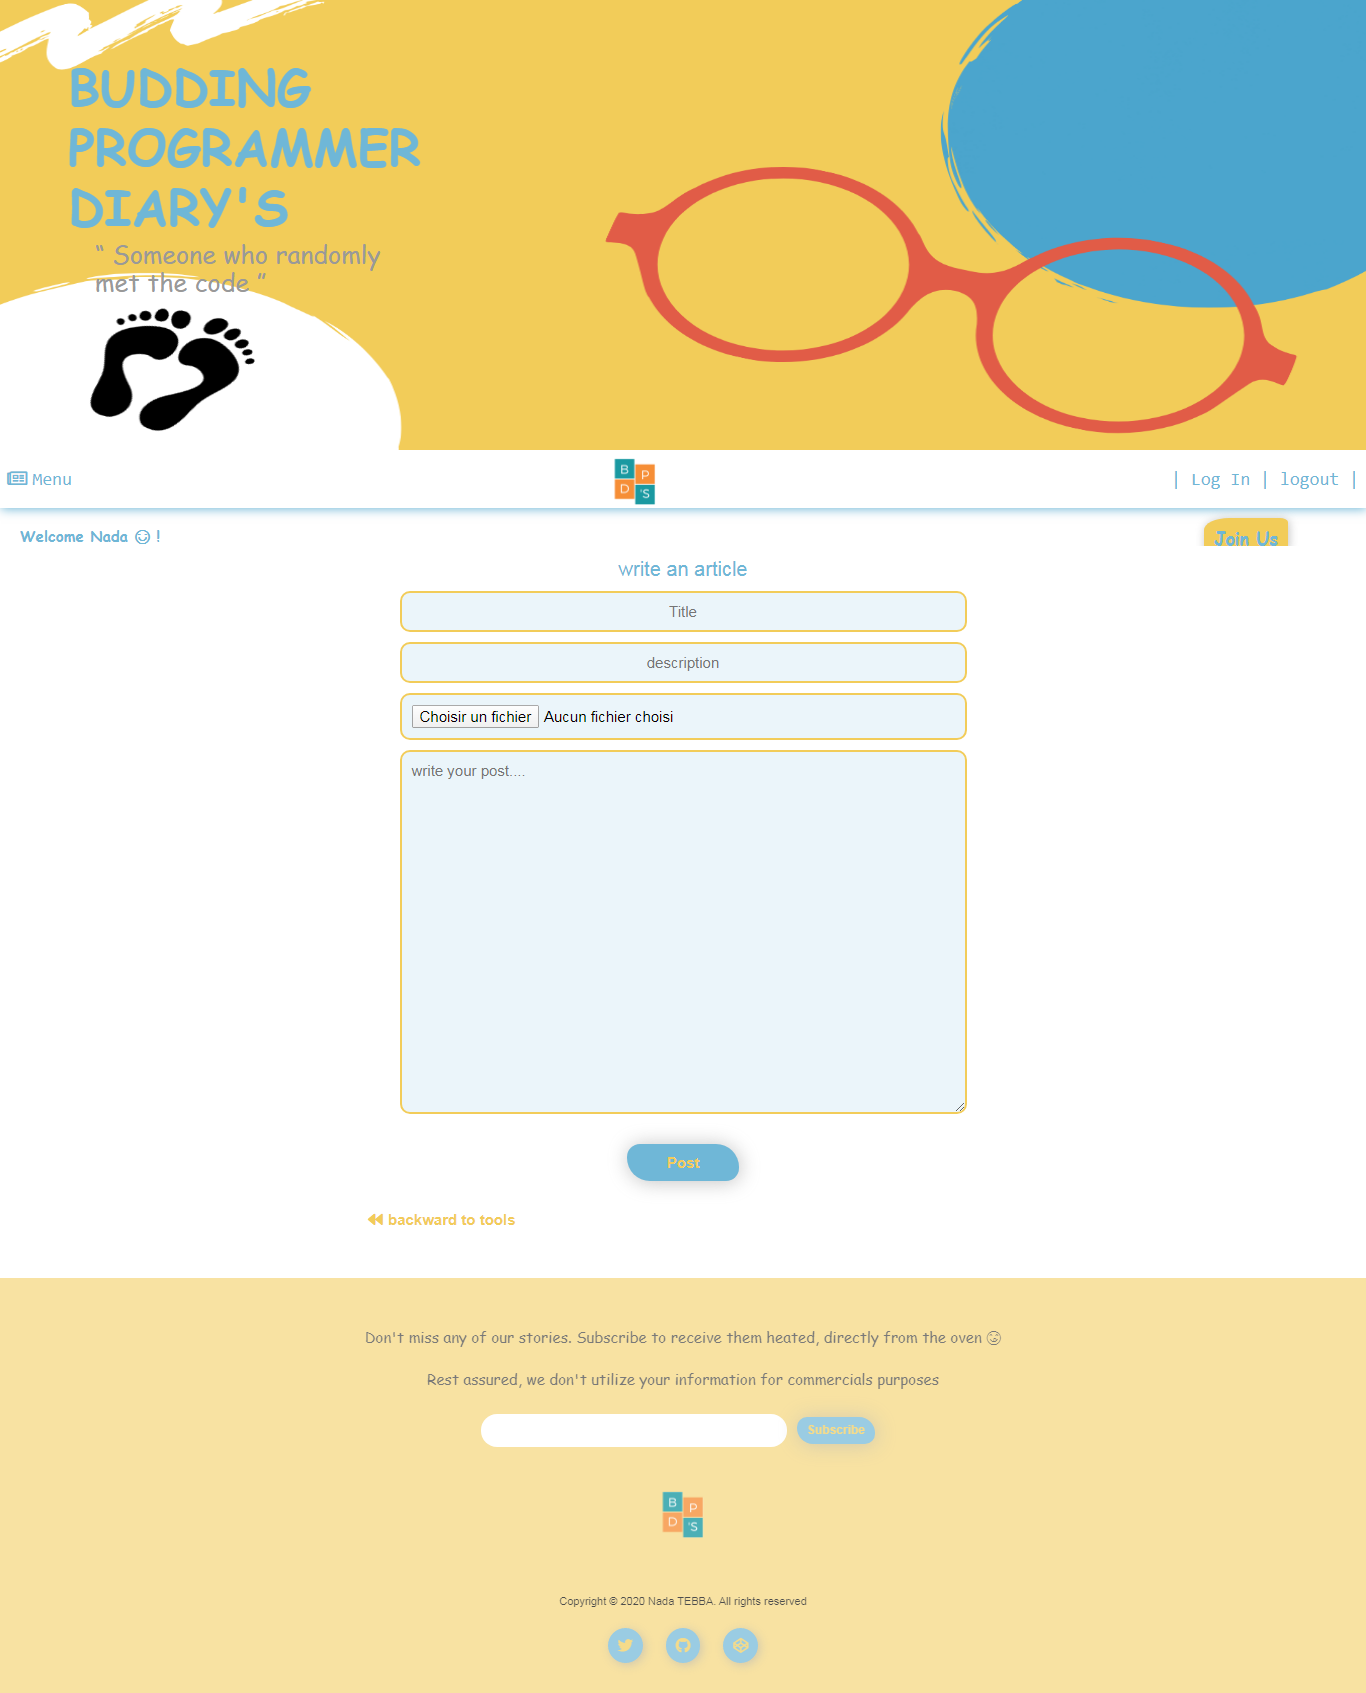 BUDDING
PROGRAMMER
DIARY'S
“ Someone who randomly
met the code ”
Menu
B P D 'S
| Log In | logout |
Welcome Nada !
Join Us
write an article
Title
description
Choisir un fichier Aucun fichier choisi
write your post....
Post
backward to tools
Don't miss any of our stories. Subscribe to receive them heated, directly from the oven
Rest assured, we don't utilize your information for commercials purposes
Subscribe
B P D 'S
Copyright © 2020 Nada TEBBA. All rights reserved